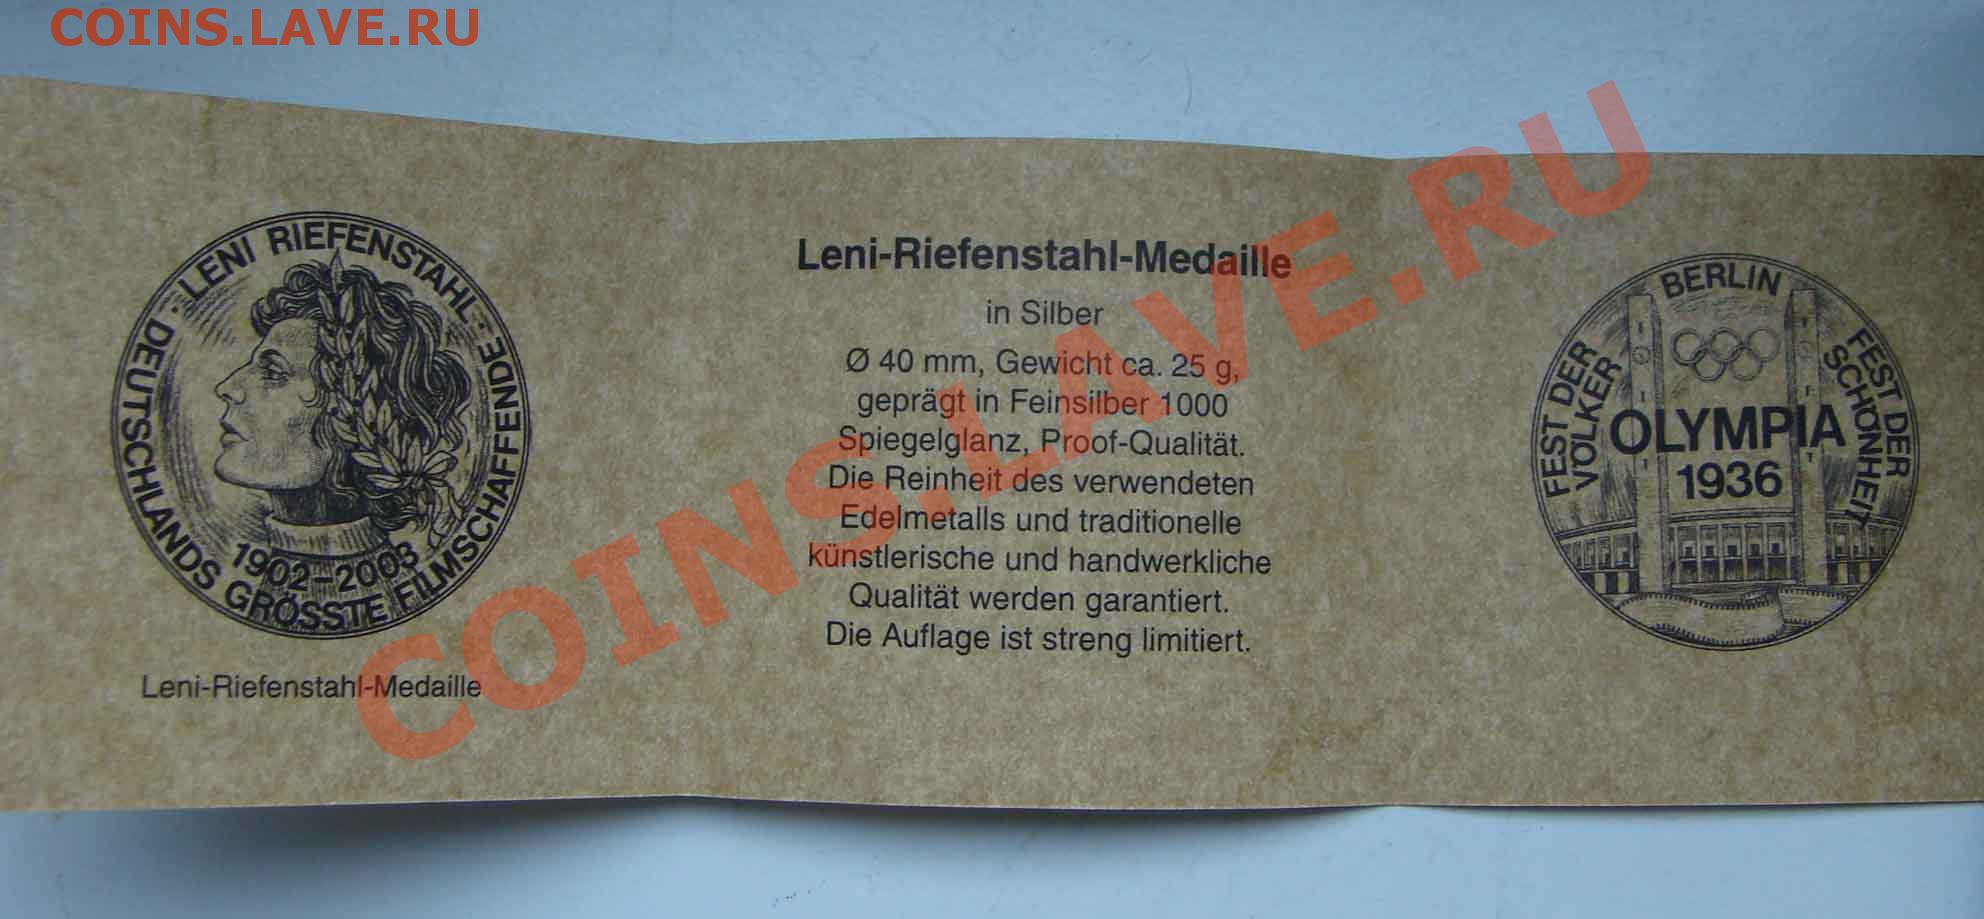 COINS.LAVE.RU
· LENI RIEFENSTAHL ·
DEUTSCHLANDS GRÖSSTE FILMSCHAFFENDE
1902–2003
Leni-Riefenstahl-Medaille
Leni-Riefenstahl-Medaille
in Silber
Ø 40 mm, Gewicht ca. 25 g,
geprägt in Feinsilber 1000
Spiegelglanz, Proof-Qualität.
Die Reinheit des verwendeten
Edelmetalls und traditionelle
künstlerische und handwerkliche
Qualität werden garantiert.
Die Auflage ist streng limitiert.
BERLIN
FEST DER
VÖLKER
FEST DER
SCHÖNHEIT
OLYMPIA
1936
COINS.LAVE.RU